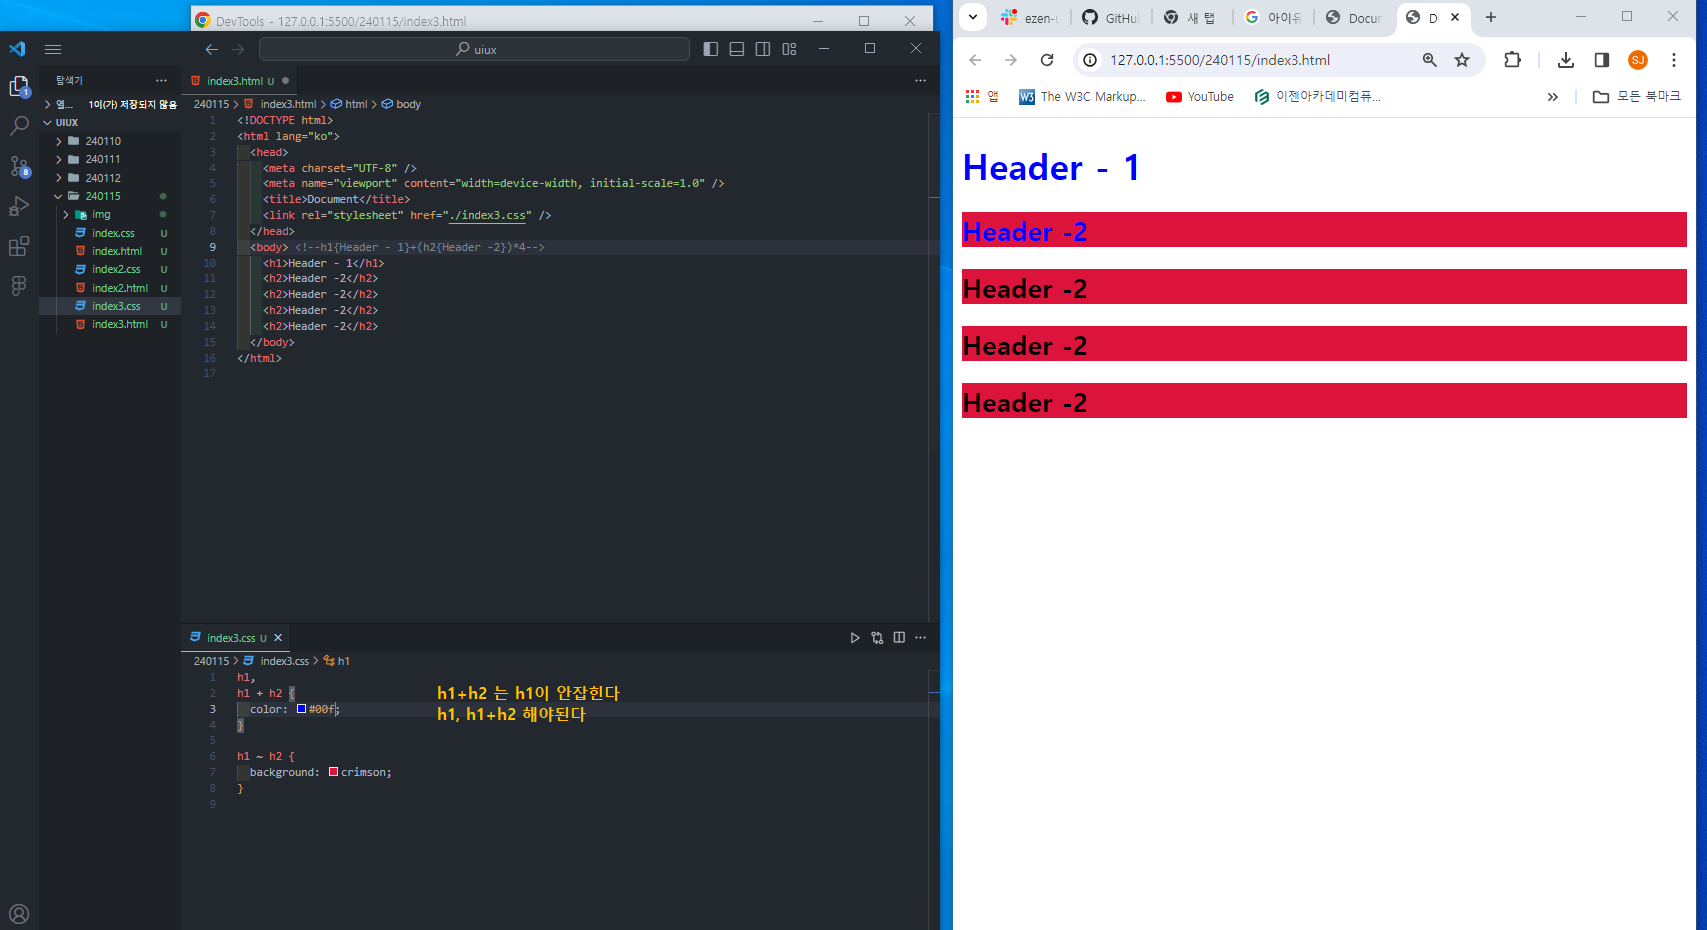 DevTools - 127.0.0.1:5500/240115/index3.html
uiux
탐색기
열... 1이(가) 저장되지 않음
UIUX
240110
240111
240112
240115
img
index.css U
index.html U
index2.css U
index2.html U
index3.css U
index3.html U
1
8
index3.html U
240115 > index3.html > html > body
1 <!DOCTYPE html>
2 <html lang="ko">
3 <head>
4 <meta charset="UTF-8" />
5 <meta name="viewport" content="width=device-width, initial-scale=1.0" />
6 <title>Document</title>
7 <link rel="stylesheet" href="./index3.css" />
8 </head>
9 <body> <!--h1{Header - 1}+(h2{Header -2})*4-->
10 <h1>Header - 1</h1>
11 <h2>Header -2</h2>
12 <h2>Header -2</h2>
13 <h2>Header -2</h2>
14 <h2>Header -2</h2>
15 </body>
16 </html>
17
index3.css U
240115 > index3.css > h1
1 h1,
2 h1 + h2 {
3 color: #00f;
4 }
5
6 h1 ~ h2 {
7 background: crimson;
8 }
9
h1+h2 는 h1이 안잡힌다
h1, h1+h2 해야된다
ezen-u GitHu 새 탭 아이유 Docur D
127.0.0.1:5500/240115/index3.html
SJ
앱 The W3C Markup... YouTube 이젠아카데미컴퓨... 모든 북마크
Header - 1
Header -2
Header -2
Header -2
Header -2